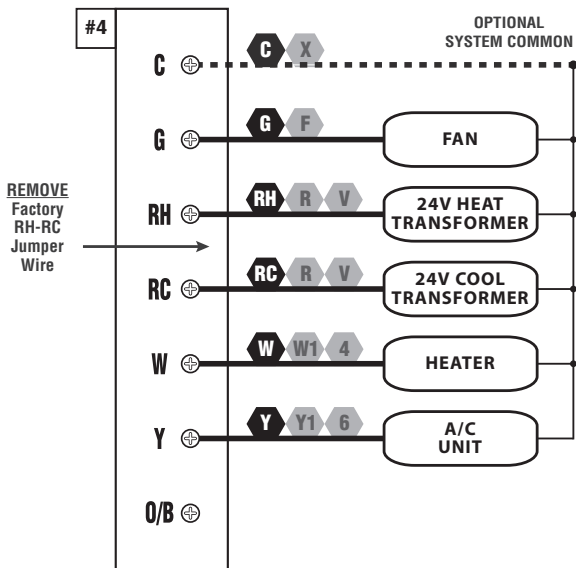 #4
OPTIONAL
SYSTEM COMMON
C C X
G G F FAN
REMOVE
Factory
RH-RC
Jumper
Wire
RH RH R V 24V HEAT
TRANSFORMER
RC RC R V 24V COOL
TRANSFORMER
W W W1 4 HEATER
Y Y Y1 6 A/C
UNIT
O/B